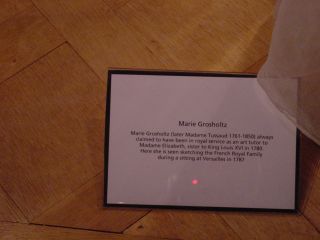 Marie Grosholtz
Marie Grosholtz (later Madame Tussaud 1761-1850) always
claimed to have been in royal service as an art tutor to
Madame Elizabeth, sister to King Louis XVI in 1780.
Here she is seen sketching the French Royal Family
during a sitting at Versailles in 1787